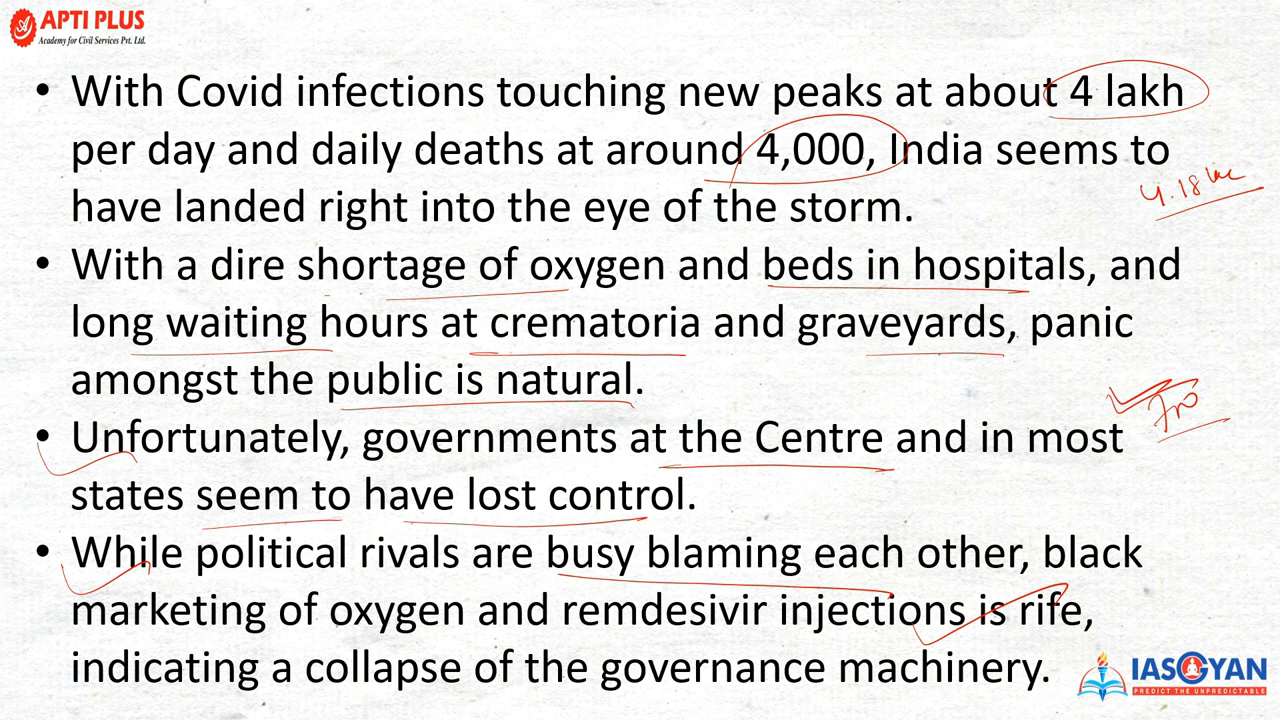 APTI PLUS
Academy for Civil Services Pvt. Ltd.
• With Covid infections touching new peaks at about 4 lakh
per day and daily deaths at around 4,000, India seems to
have landed right into the eye of the storm.
4.18
• With a dire shortage of oxygen and beds in hospitals, and
long waiting hours at crematoria and graveyards, panic
amongst the public is natural.
• Unfortunately, governments at the Centre and in most
states seem to have lost control.
• While political rivals are busy blaming each other, black
marketing of oxygen and remdesivir injections is rife,
indicating a collapse of the governance machinery.
IASGYAN
PREDICT THE UNPREDICTABLE